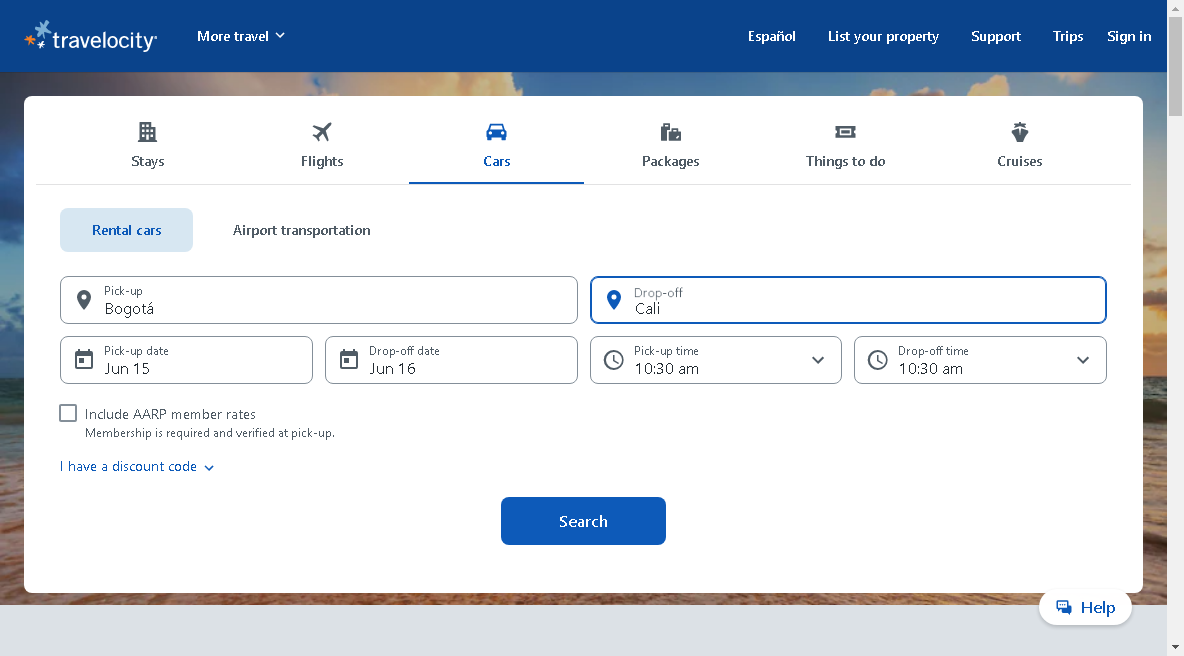 travelocity
More travel
Español
List your property
Support
Trips
Sign in
Stays
Flights
Cars
Packages
Things to do
Cruises
Rental cars
Airport transportation
Pick-up
Bogotá
Drop-off
Cali
Pick-up date
Jun 15
Drop-off date
Jun 16
Pick-up time
10:30 am
Drop-off time
10:30 am
Include AARP member rates
Membership is required and verified at pick-up.
I have a discount code
Search
Help